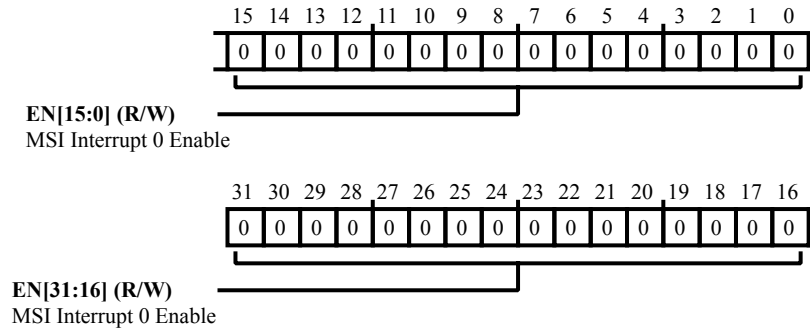 15 14 13 12 11 10 9 8 7 6 5 4 3 2 1 0
0 0 0 0 0 0 0 0 0 0 0 0 0 0 0 0
EN[15:0] (R/W)
MSI Interrupt 0 Enable
31 30 29 28 27 26 25 24 23 22 21 20 19 18 17 16
0 0 0 0 0 0 0 0 0 0 0 0 0 0 0 0
EN[31:16] (R/W)
MSI Interrupt 0 Enable